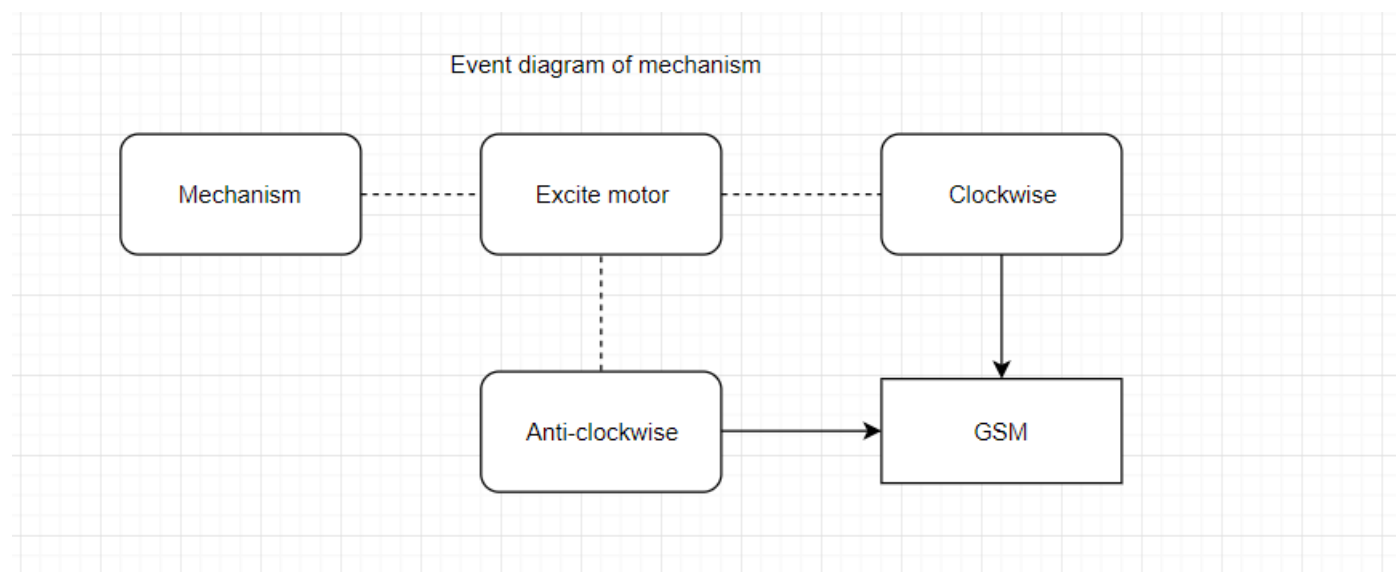 Event diagram of mechanism
Mechanism
Excite motor
Clockwise
Anti-clockwise
GSM